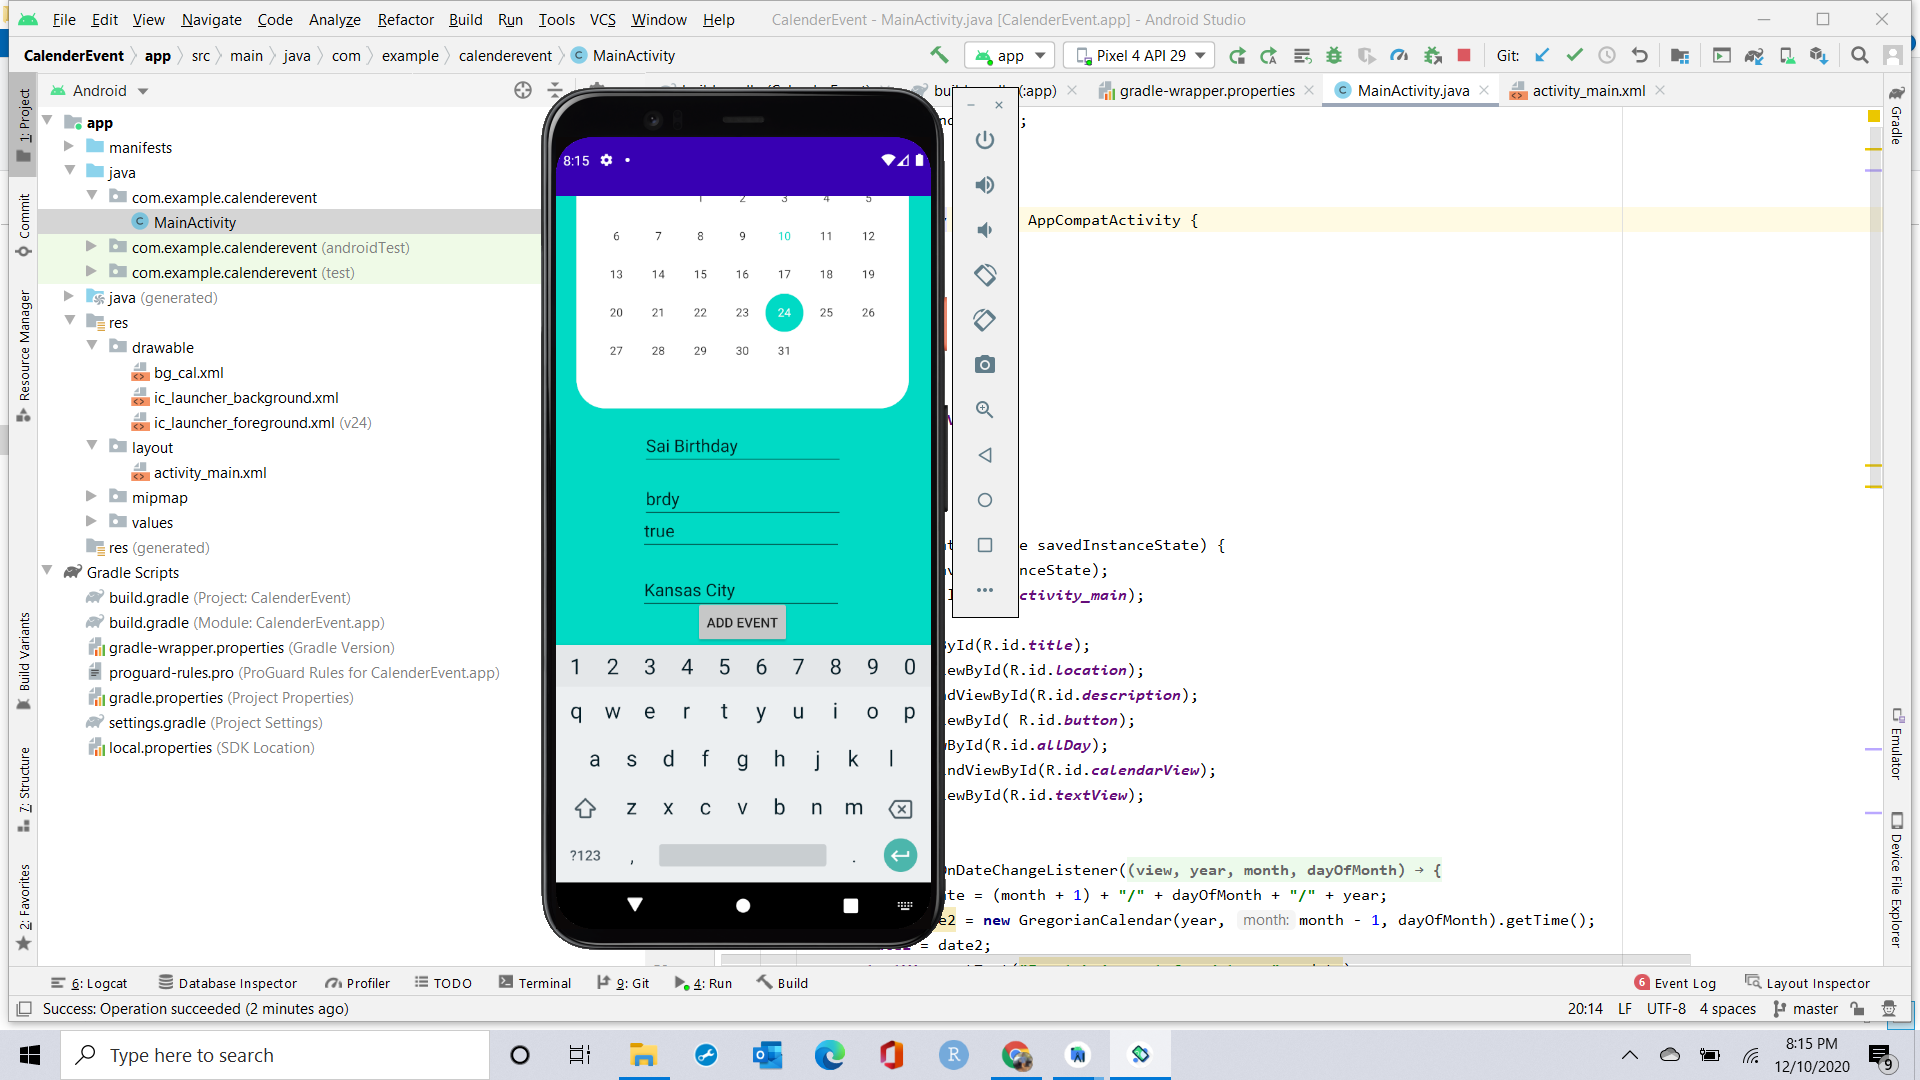 File Edit View Navigate Code Analyze Refactor Build Run Tools VCS Window Help CalenderEvent - MainActivity.java [CalenderEvent.app] - Android Studio
CalenderEvent app src main java com example calenderevent MainActivity app Pixel 4 API 29 Git:
Android (:app) gradle-wrapper.properties MainActivity.java activity_main.xml
1: Project
Commit
Resource Manager
Build Variants
7: Structure
2: Favorites
app
manifests
java
com.example.calenderevent
MainActivity
com.example.calenderevent (androidTest)
com.example.calenderevent (test)
java (generated)
res
drawable
bg_cal.xml
ic_launcher_background.xml
ic_launcher_foreground.xml (v24)
layout
activity_main.xml
mipmap
values
res (generated)
Gradle Scripts
build.gradle (Project: CalenderEvent)
build.gradle (Module: CalenderEvent.app)
gradle-wrapper.properties (Gradle Version)
proguard-rules.pro (ProGuard Rules for CalenderEvent.app)
gradle.properties (Project Properties)
settings.gradle (Project Settings)
local.properties (SDK Location)
8:15
1 2 3 4 5
6 7 8 9 10 11 12
13 14 15 16 17 18 19
20 21 22 23 24 25 26
27 28 29 30 31
Sai Birthday
brdy
true
Kansas City
ADD EVENT
1 2 3 4 5 6 7 8 9 0
q w e r t y u i o p
a s d f g h j k l
z x c v b n m
?123 , .
;
AppCompatActivity {
e savedInstanceState) {
nceState);
ctivity_main);
yId(R.id.title);
iewById(R.id.location);
ndViewById(R.id.description);
iewById( R.id.button);
wById(R.id.allDay);
indViewById(R.id.calendarView);
iewById(R.id.textView);
OnDateChangeListener((view, year, month, dayOfMonth) → {
te = (month + 1) + "/" + dayOfMonth + "/" + year;
e2 = new GregorianCalendar(year, month: month - 1, dayOfMonth).getTime();
= date2;
Gradle
Emulator
Device File Explorer
6: Logcat Database Inspector Profiler TODO Terminal 9: Git 4: Run Build 6 Event Log Layout Inspector
Success: Operation succeeded (2 minutes ago) 20:14 LF UTF-8 4 spaces master
Type here to search
R
8:15 PM
12/10/2020
9